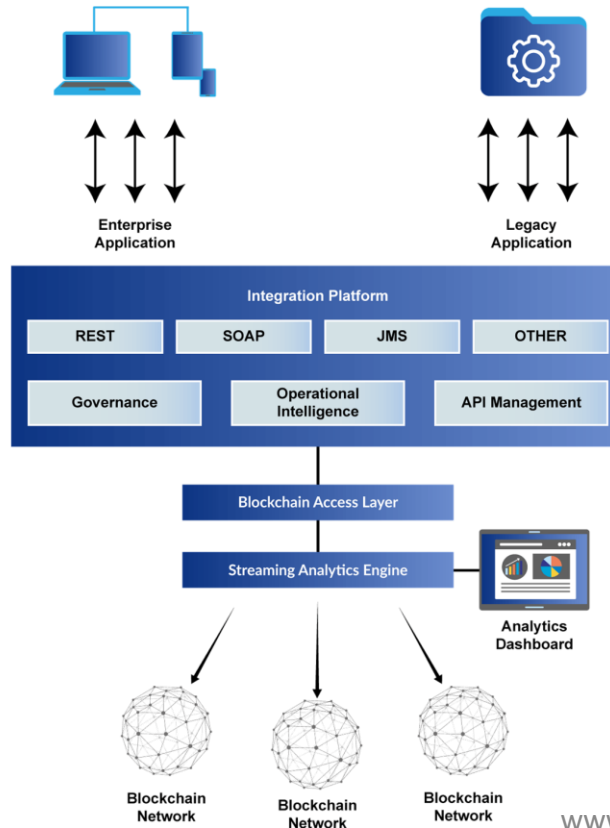 Enterprise
Application
Legacy
Application
Integration Platform
REST
SOAP
JMS
OTHER
Governance
Operational
Intelligence
API Management
Blockchain Access Layer
Streaming Analytics Engine
Analytics
Dashboard
Blockchain
Network
Blockchain
Network
Blockchain
Network
www